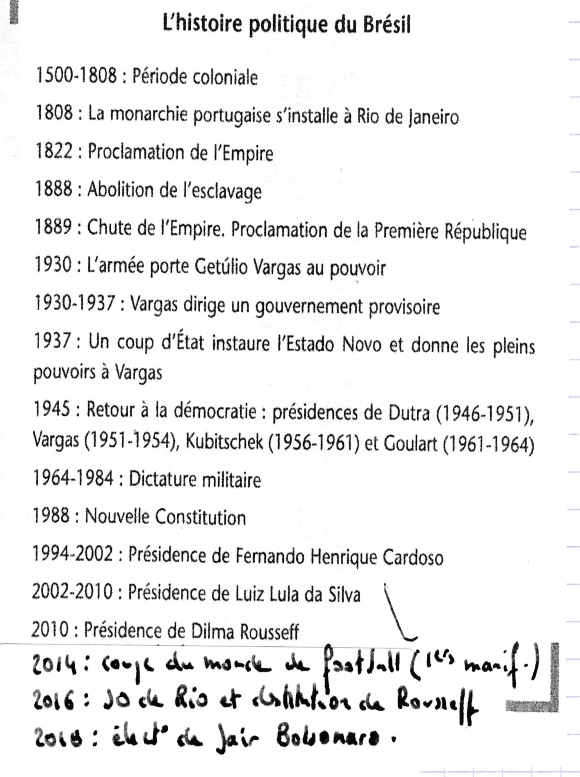 L'histoire politique du Brésil
1500-1808 : Période coloniale
1808 : La monarchie portugaise s'installe à Rio de Janeiro
1822 : Proclamation de l'Empire
1888 : Abolition de l'esclavage
1889 : Chute de l'Empire. Proclamation de la Première République
1930 : L'armée porte Getúlio Vargas au pouvoir
1930-1937 : Vargas dirige un gouvernement provisoire
1937 : Un coup d'État instaure l'Estado Novo et donne les pleins
pouvoirs à Vargas
1945 : Retour à la démocratie : présidences de Dutra (1946-1951),
Vargas (1951-1954), Kubitschek (1956-1961) et Goulart (1961-1964)
1964-1984 : Dictature militaire
1988 : Nouvelle Constitution
1994-2002 : Présidence de Fernando Henrique Cardoso
2002-2010 : Présidence de Luiz Lula da Silva
2010 : Présidence de Dilma Rousseff
2014 : coupe du monde de football (1ers manif.)
2016 : JO de Rio et destitution de Rousseff
2018 : élect° de Jair Bolsonaro.